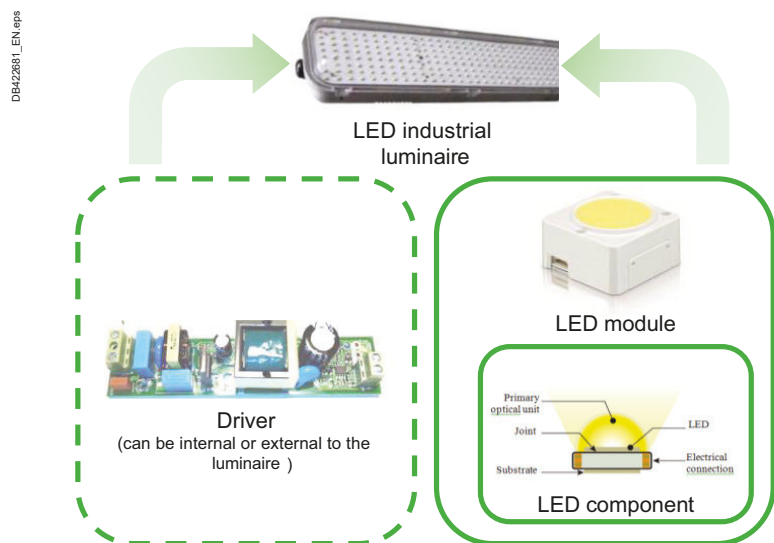 DB422681_EN.eps
LED industrial
luminaire
LED module
Driver
(can be internal or external to the
luminaire )
Primary
optical unit
Joint
LED
Electrical
connection
Substrate
LED component